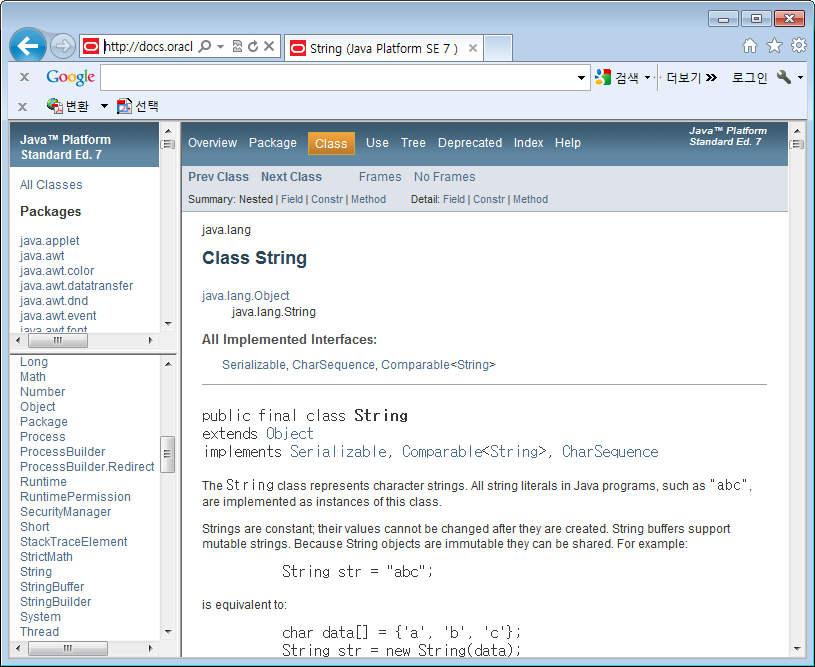 http://docs.oracl
String (Java Platform SE 7 )
Google
검색
더보기 »
로그인
변환
선택
Java™ Platform
Standard Ed. 7
All Classes
Packages
java.applet
java.awt
java.awt.color
java.awt.datatransfer
java.awt.dnd
java.awt.event
java.awt.font
Long
Math
Number
Object
Package
Process
ProcessBuilder
ProcessBuilder.Redirect
Runtime
RuntimePermission
SecurityManager
Short
StackTraceElement
StrictMath
String
StringBuffer
StringBuilder
System
Thread
Overview Package Class Use Tree Deprecated Index Help
Java™ Platform
Standard Ed. 7
Prev Class Next Class Frames No Frames
Summary: Nested | Field | Constr | Method Detail: Field | Constr | Method
java.lang
Class String
java.lang.Object
java.lang.String
All Implemented Interfaces:
Serializable, CharSequence, Comparable<String>
public final class String
extends Object
implements Serializable, Comparable<String>, CharSequence
The String class represents character strings. All string literals in Java programs, such as "abc",
are implemented as instances of this class.
Strings are constant; their values cannot be changed after they are created. String buffers support
mutable strings. Because String objects are immutable they can be shared. For example:
String str = "abc";
is equivalent to:
char data[] = {'a', 'b', 'c'};
String str = new String(data);